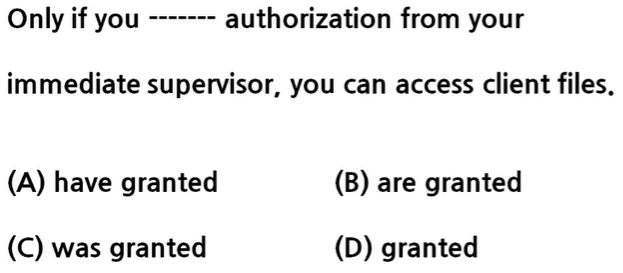 Only if you ------- authorization from your
immediate supervisor, you can access client files.
(A) have granted (B) are granted
(C) was granted (D) granted